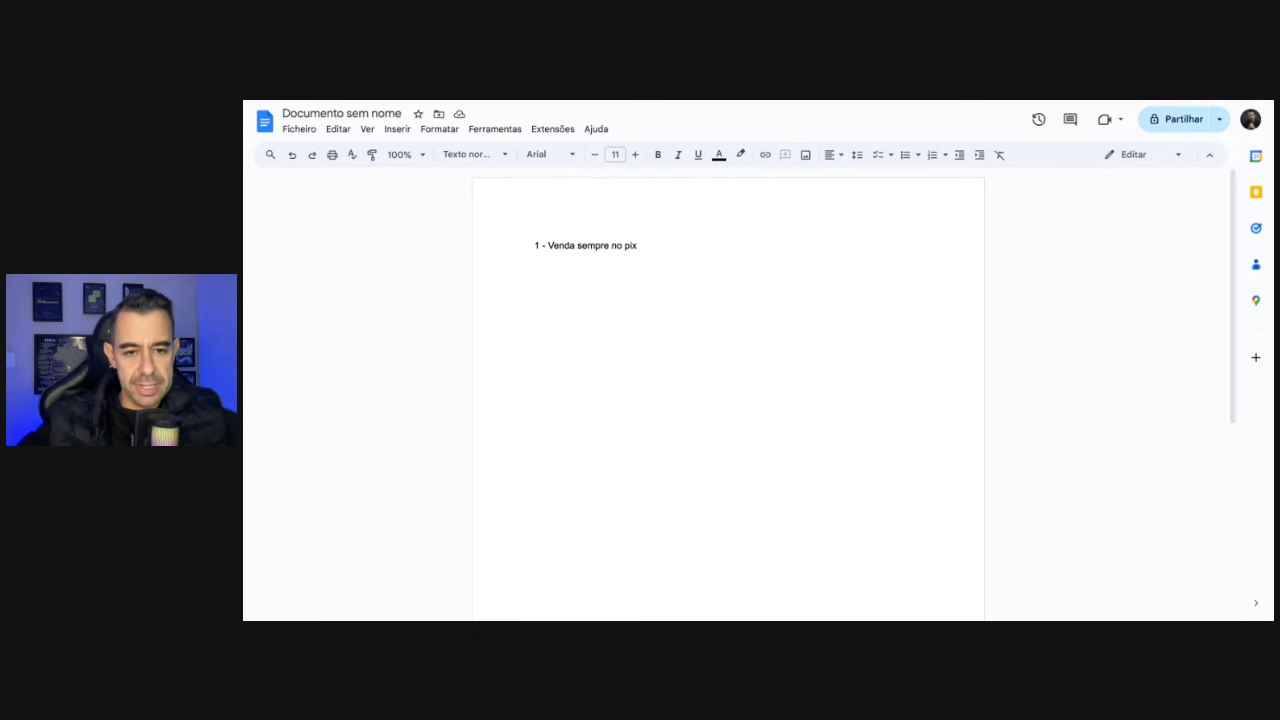 Documento sem nome
Ficheiro Editar Ver Inserir Formatar Ferramentas Extensões Ajuda
Partilhar
100% Texto nor... Arial 11 B I U A Editar
1 - Venda sempre no pix